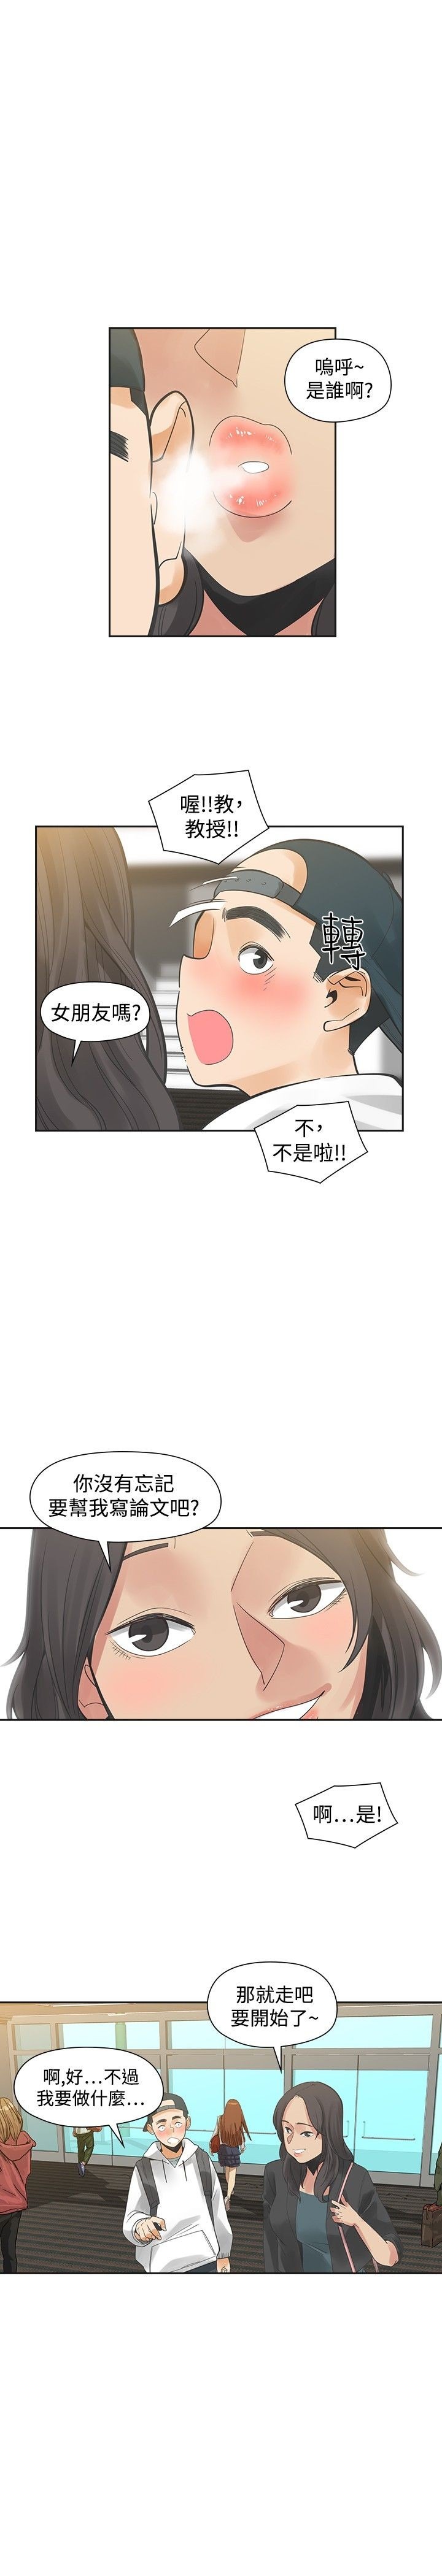 嗚呼~
是誰啊?
喔!!教,
教授!!
轉
女朋友嗎?
不,
不是啦!!
你沒有忘記
要幫我寫論文吧?
啊...是!
那就走吧
要開始了~
啊,好...不過
我要做什麼...